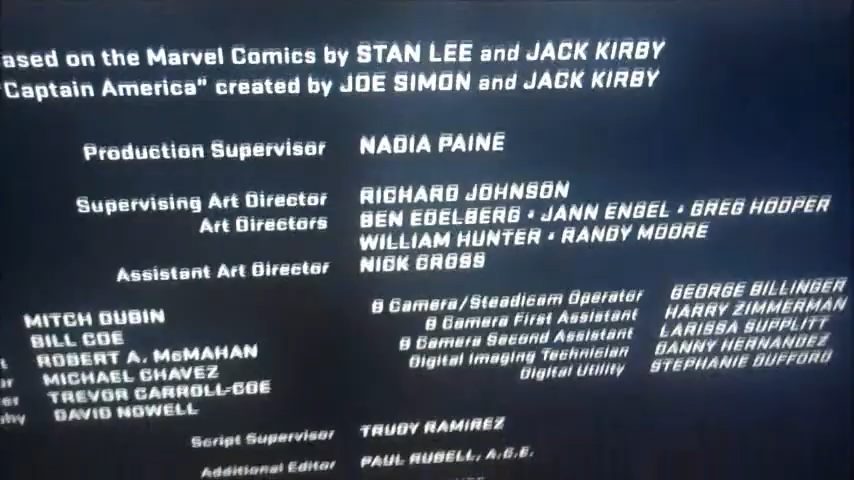 ased on the Marvel Comics by STAN LEE and JACK KIRBY
"Captain America" created by JOE SIMON and JACK KIRBY
Production Supervisor NADIA PAINE
Supervising Art Director RICHARD JOHNSON
Art Directors BEN EDELBERG • JANN ENGEL • GREG HOOPER
WILLIAM HUNTER • RANDY MOORE
Assistant Art Director NICK CROSS
MITCH DUBIN B Camera/Steadicam Operator GEORGE BILLINGER
BILL COE B Camera First Assistant HARRY ZIMMERMAN
ROBERT A. McMAHAN B Camera Second Assistant LARISSA SUPPLITT
MICHAEL CHAVEZ Digital Imaging Technician DANNY HERNANDEZ
TREVOR CARROLL-COE Digital Utility STEPHANIE DUFFORD
DAVID NOWELL
Script Supervisor TRUDY RAMIREZ
Additional Editor PAUL RUBELL, A.C.E.